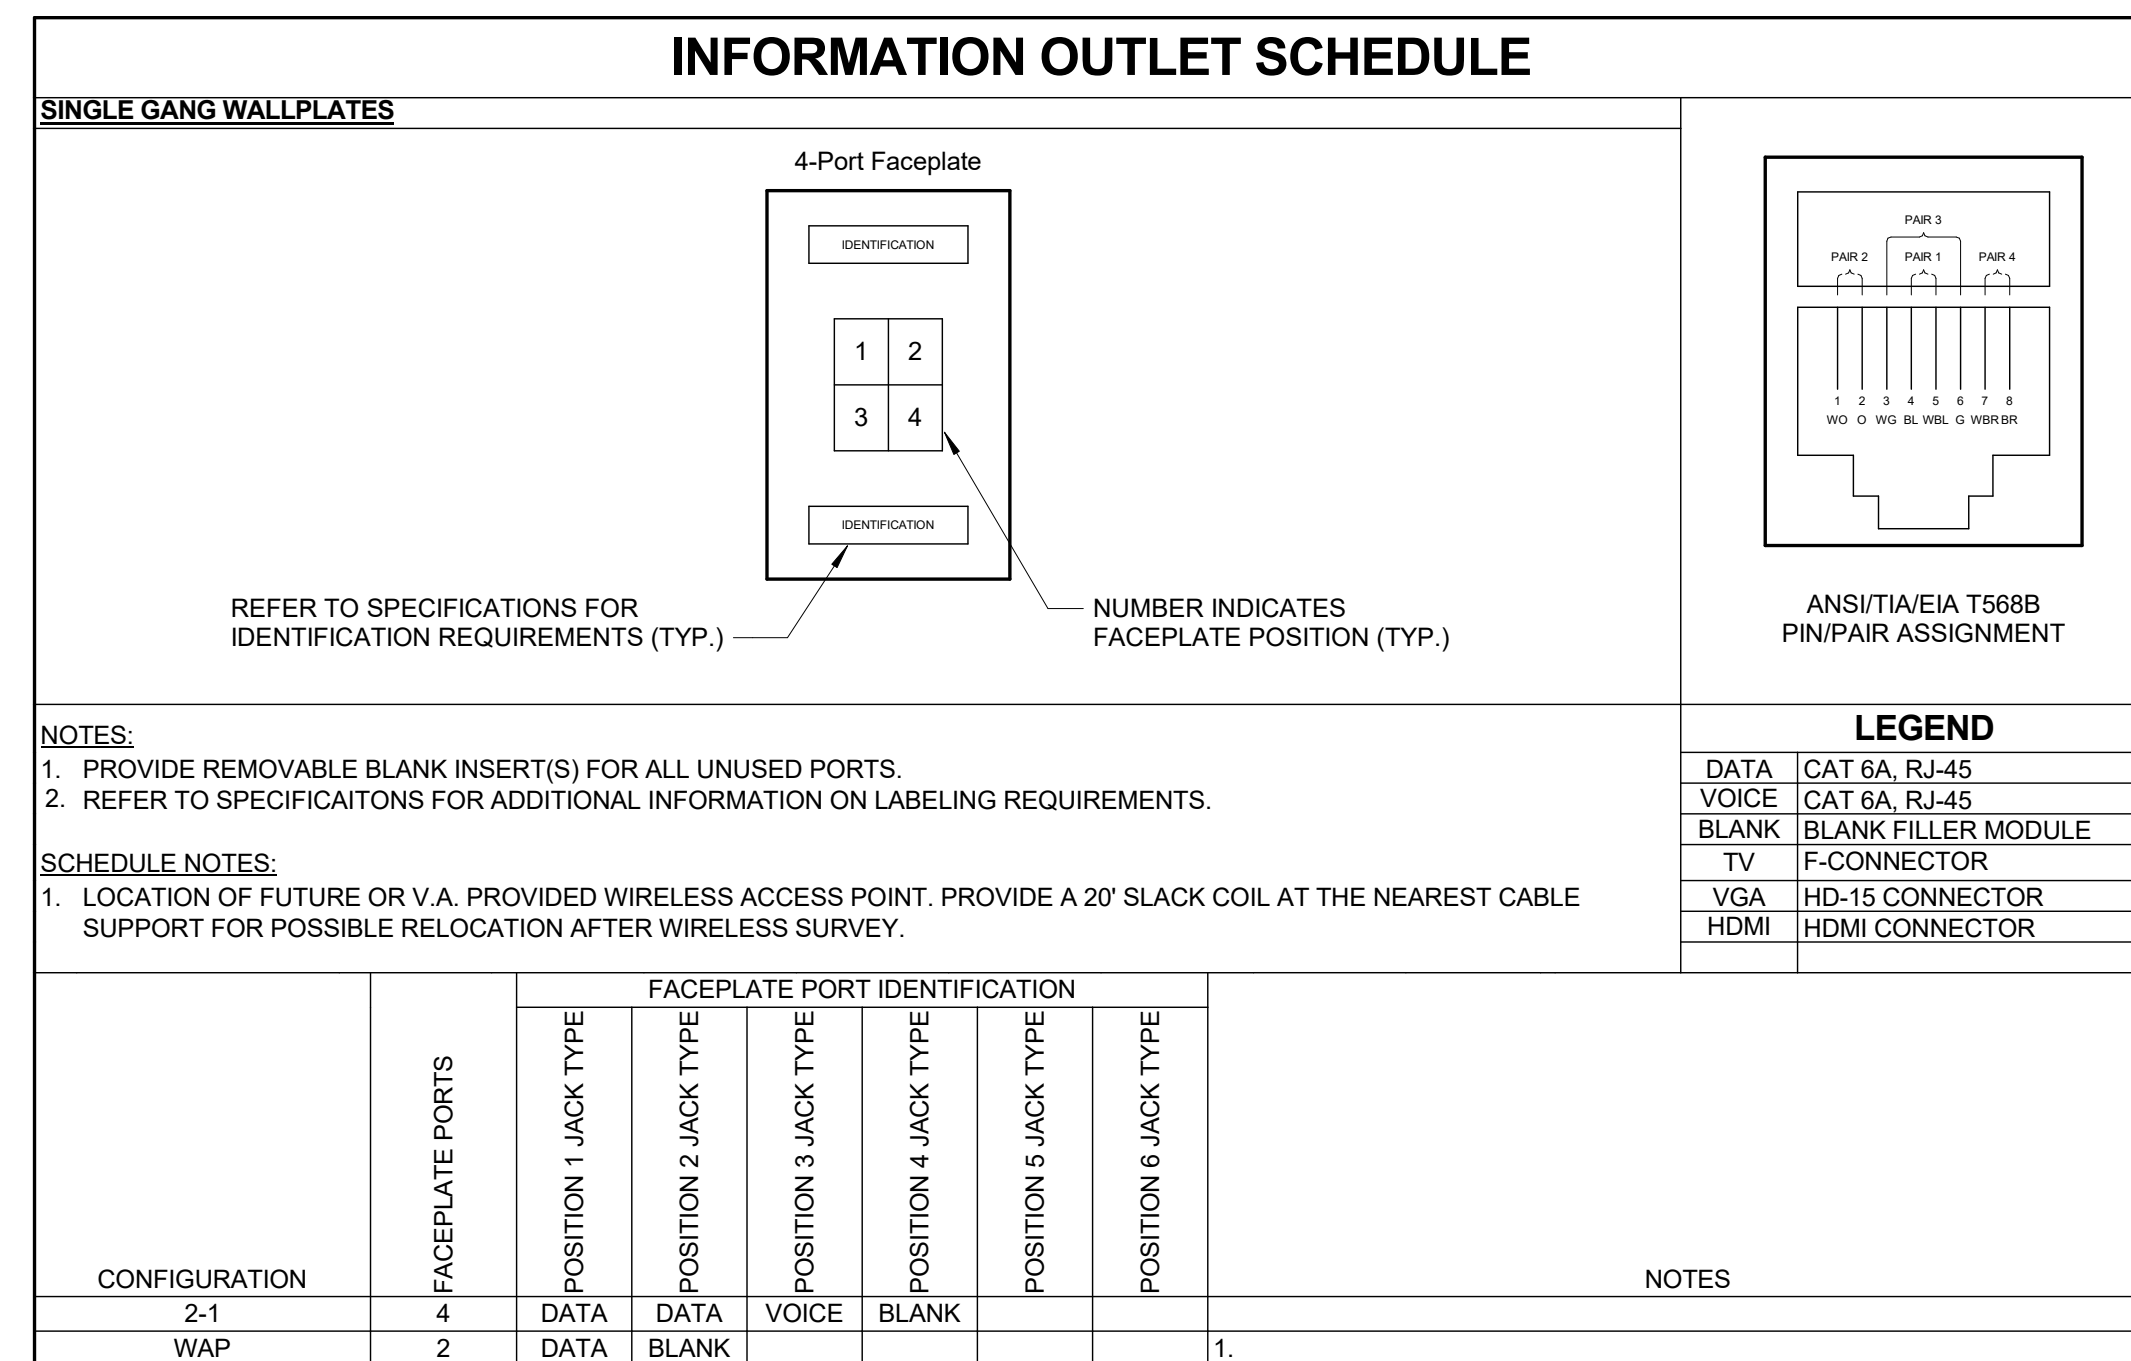 INFORMATION OUTLET SCHEDULE
SINGLE GANG WALLPLATES
4-Port Faceplate
IDENTIFICATION
1 2
3 4
IDENTIFICATION
REFER TO SPECIFICATIONS FOR
IDENTIFICATION REQUIREMENTS (TYP.)
NUMBER INDICATES
FACEPLATE POSITION (TYP.)
PAIR 3
PAIR 2 PAIR 1 PAIR 4
1 2 3 4 5 6 7 8
WO O WG BL WBL G WBR BR
ANSI/TIA/EIA T568B
PIN/PAIR ASSIGNMENT
NOTES:
1. PROVIDE REMOVABLE BLANK INSERT(S) FOR ALL UNUSED PORTS.
2. REFER TO SPECIFICAITONS FOR ADDITIONAL INFORMATION ON LABELING REQUIREMENTS.
SCHEDULE NOTES:
1. LOCATION OF FUTURE OR V.A. PROVIDED WIRELESS ACCESS POINT. PROVIDE A 20' SLACK COIL AT THE NEAREST CABLE
SUPPORT FOR POSSIBLE RELOCATION AFTER WIRELESS SURVEY.
LEGEND
DATA CAT 6A, RJ-45
VOICE CAT 6A, RJ-45
BLANK BLANK FILLER MODULE
TV F-CONNECTOR
VGA HD-15 CONNECTOR
HDMI HDMI CONNECTOR
FACEPLATE PORT IDENTIFICATION
CONFIGURATION
FACEPLATE PORTS
POSITION 1 JACK TYPE
POSITION 2 JACK TYPE
POSITION 3 JACK TYPE
POSITION 4 JACK TYPE
POSITION 5 JACK TYPE
POSITION 6 JACK TYPE
NOTES
2-1 4 DATA DATA VOICE BLANK
WAP 2 DATA BLANK 1.